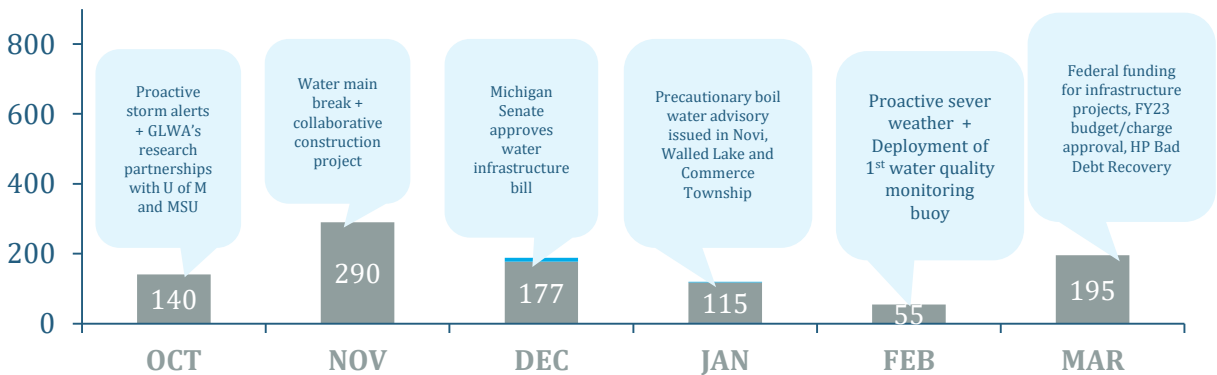 800
600
400
200
0
Proactive
storm alerts
+ GLWA's
research
partnerships
with U of M
and MSU
Water main
break +
collaborative
construction
project
Michigan
Senate
approves
water
infrastructure
bill
Precautionary boil
water advisory
issued in Novi,
Walled Lake and
Commerce
Township
Proactive sever
weather +
Deployment of
1st water quality
monitoring
buoy
Federal funding
for infrastructure
projects, FY23
budget/charge
approval, HP Bad
Debt Recovery
140
290
177
115
55
195
OCT
NOV
DEC
JAN
FEB
MAR